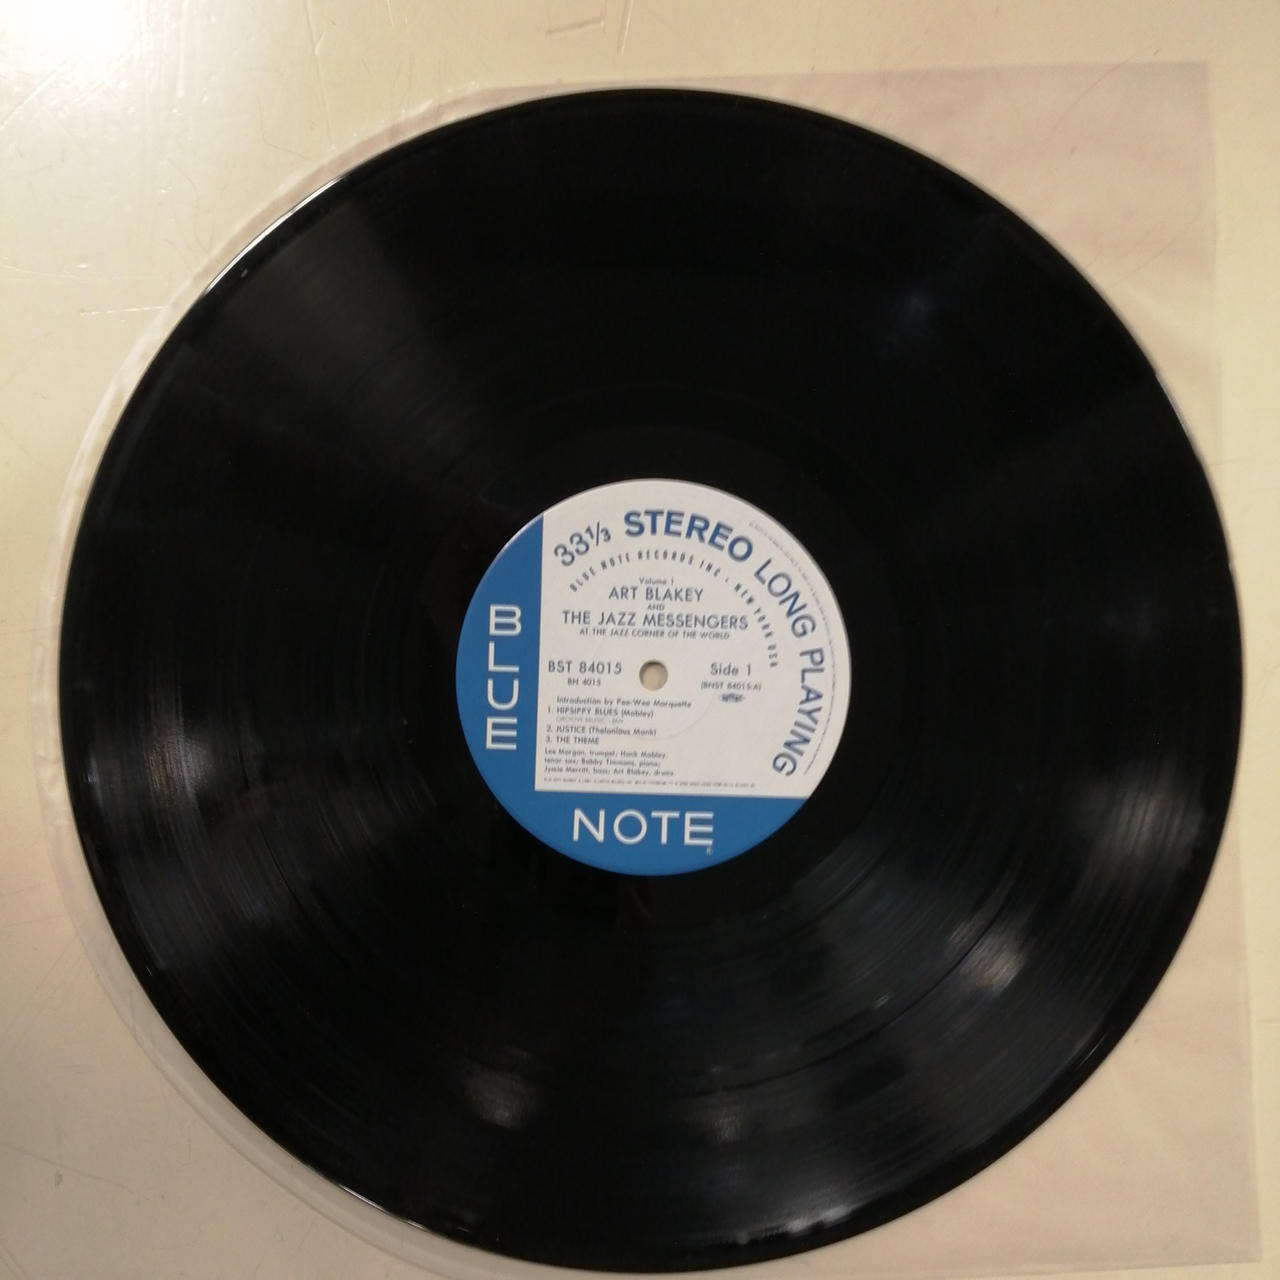 33⅓ STEREO LONG PLAYING
BLUE NOTE RECORDS INC · NEW YORK USA
Volume 1
ART BLAKEY
AND
THE JAZZ MESSENGERS
AT THE JAZZ CORNER OF THE WORLD
BST 84015
BN 4015
Side 1
(BNST 84015-A)
Introduction by Pee-Wee Marquette
1. HIPSIPPY BLUES (Mobley)
GROOVE MUSIC - BMI
2. JUSTICE (Thelonious Monk)
3. THE THEME
Lee Morgan, trumpet; Hank Mobley,
tenor sax; Bobby Timmons, piano;
Jymie Merritt, bass; Art Blakey, drums.
BLUE
NOTE
®